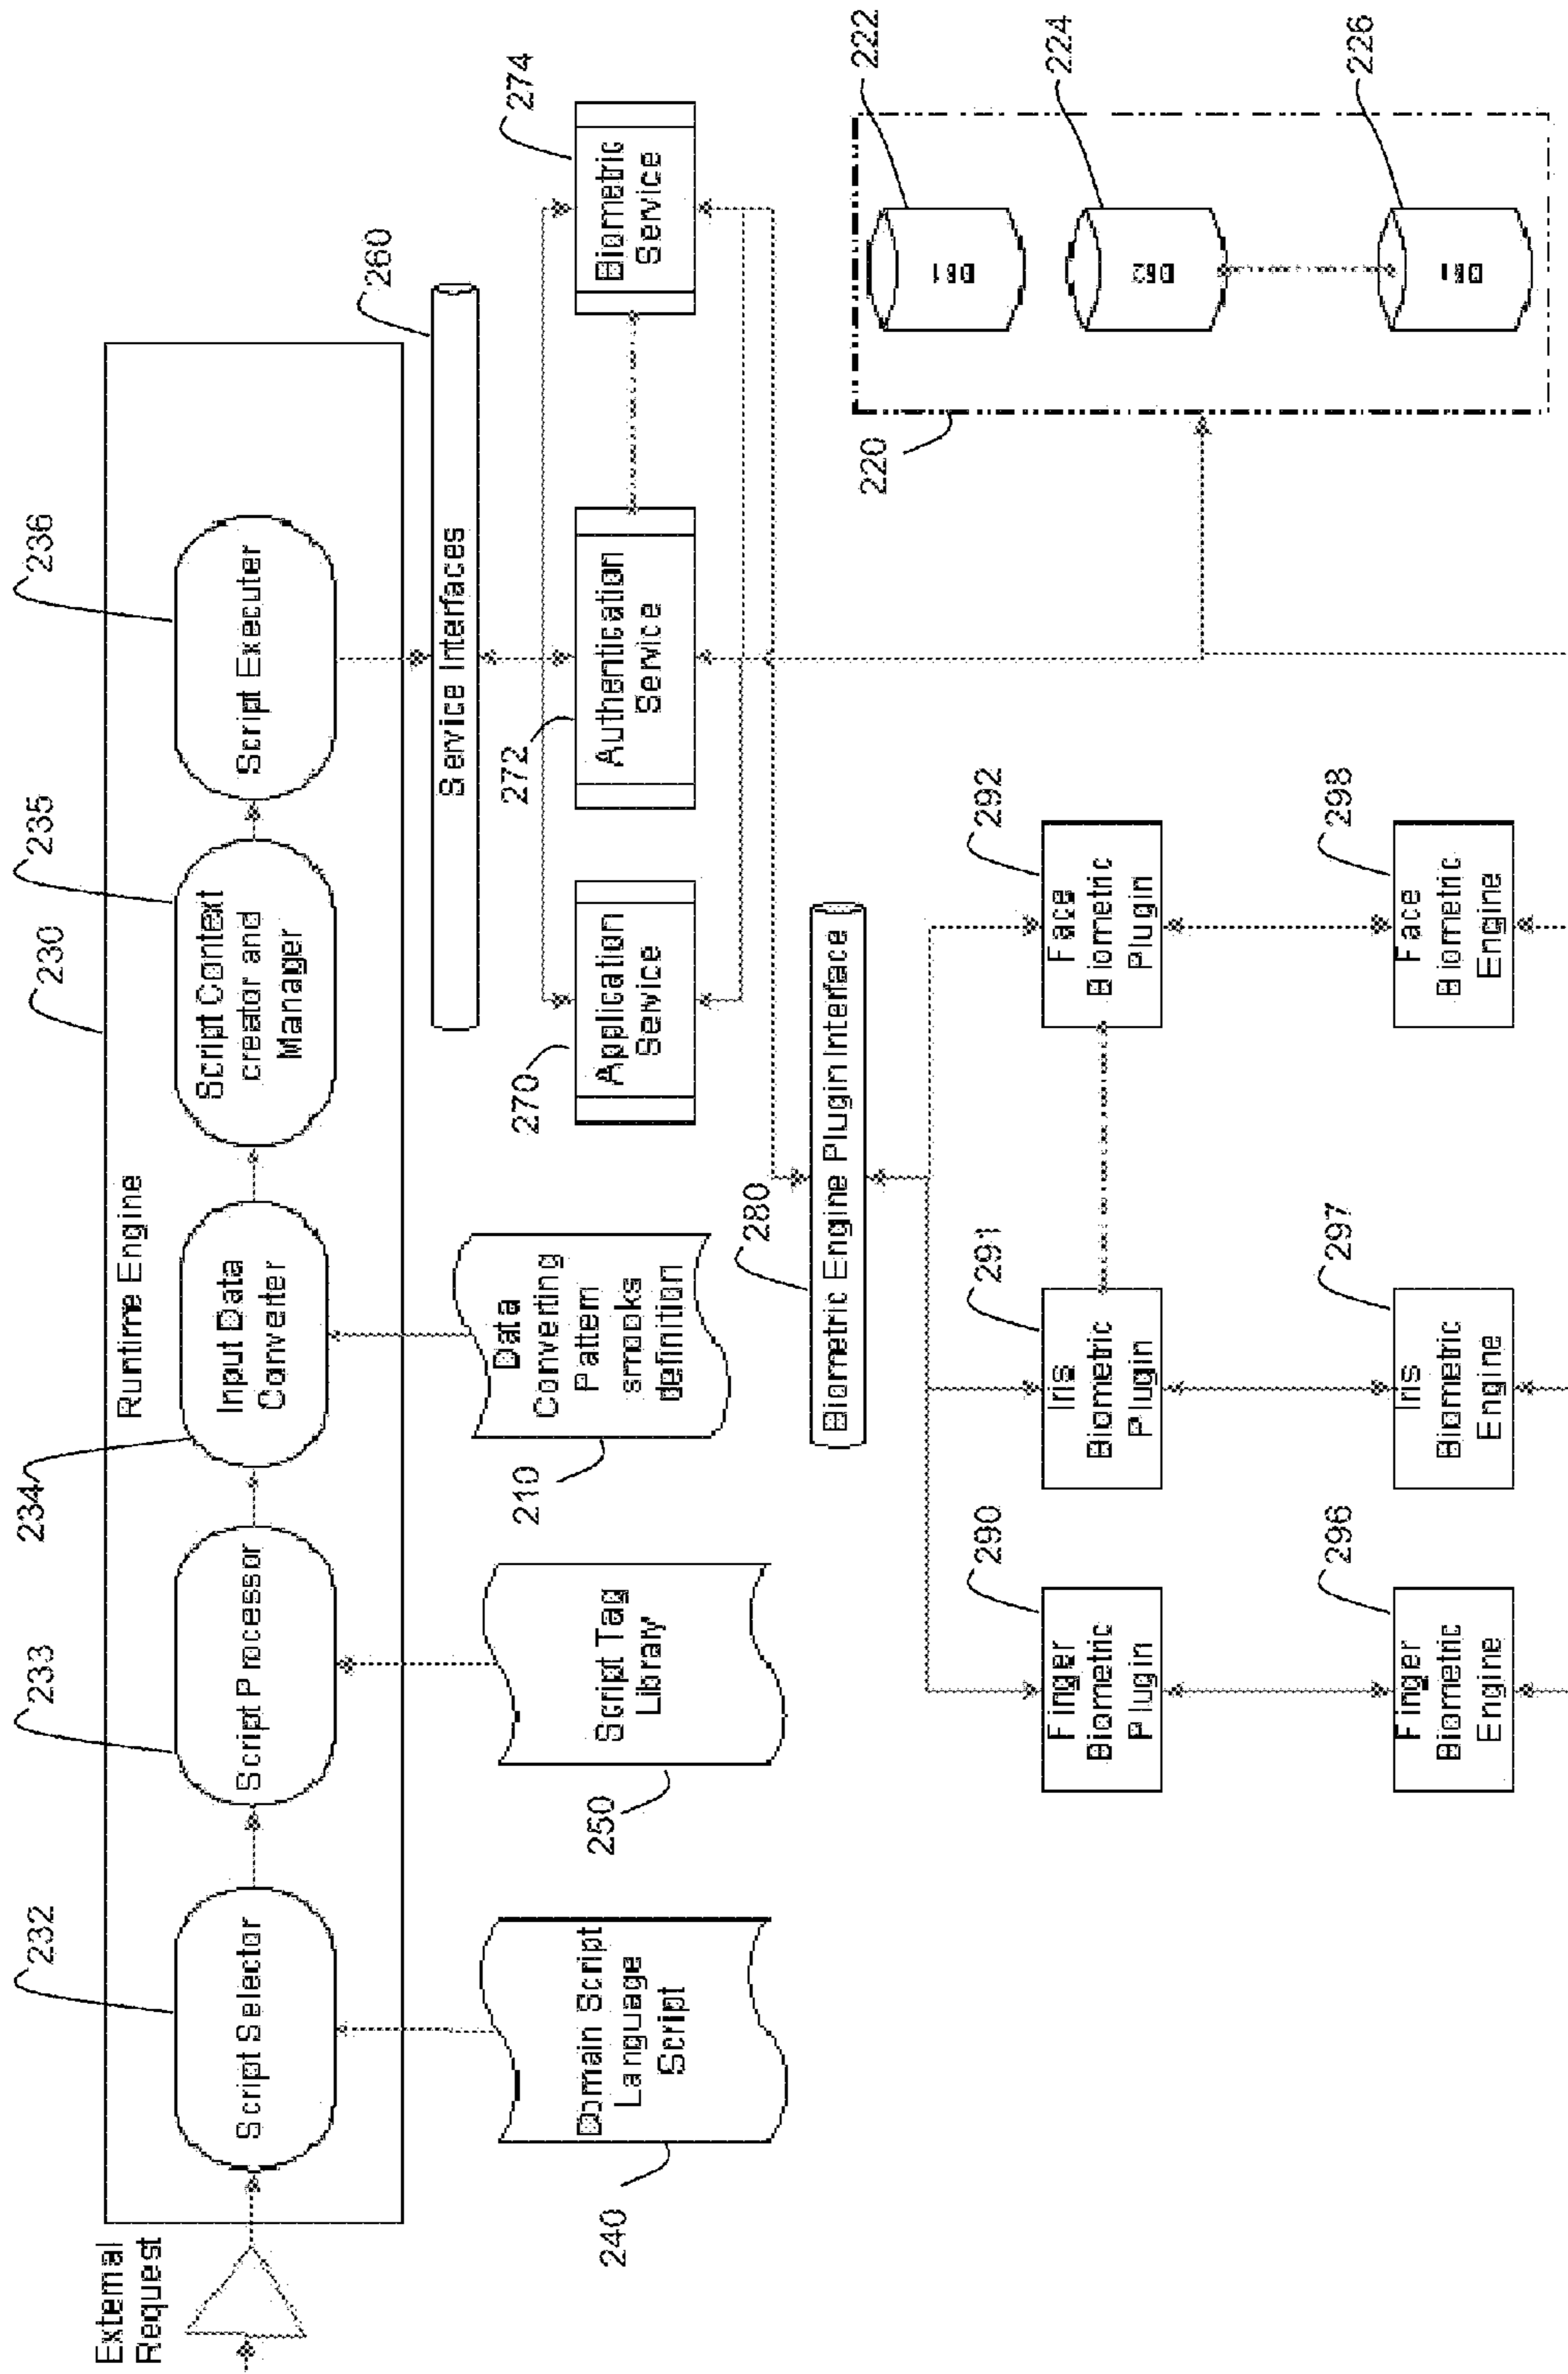 External
Request
Runtime Engine
230
232
Script Selector
233
Script Processor
234
Input Data
Converter
235
Script Context
creator and
Manager
236
Script Executer
240
Domain Script
Language
Script
250
Script Tag
Library
210
Data
Converting
Pattern
smooks
definition
260
Service Interfaces
270
Application
Service
272
Authentication
Service
274
Biometric
Service
280
Biometric Engine Plugin Interface
220
222
DB1
224
DB2
226
290
Finger
Biometric
Plugin
291
Iris
Biometric
Plugin
292
Face
Biometric
Plugin
296
Finger
Biometric
Engine
297
Iris
Biometric
Engine
298
Face
Biometric
Engine